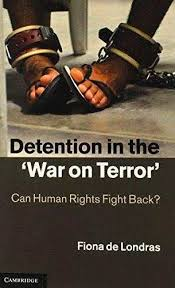 Detention in the
'War on Terror'
Can Human Rights Fight Back?
Fiona de Londras
CAMBRIDGE